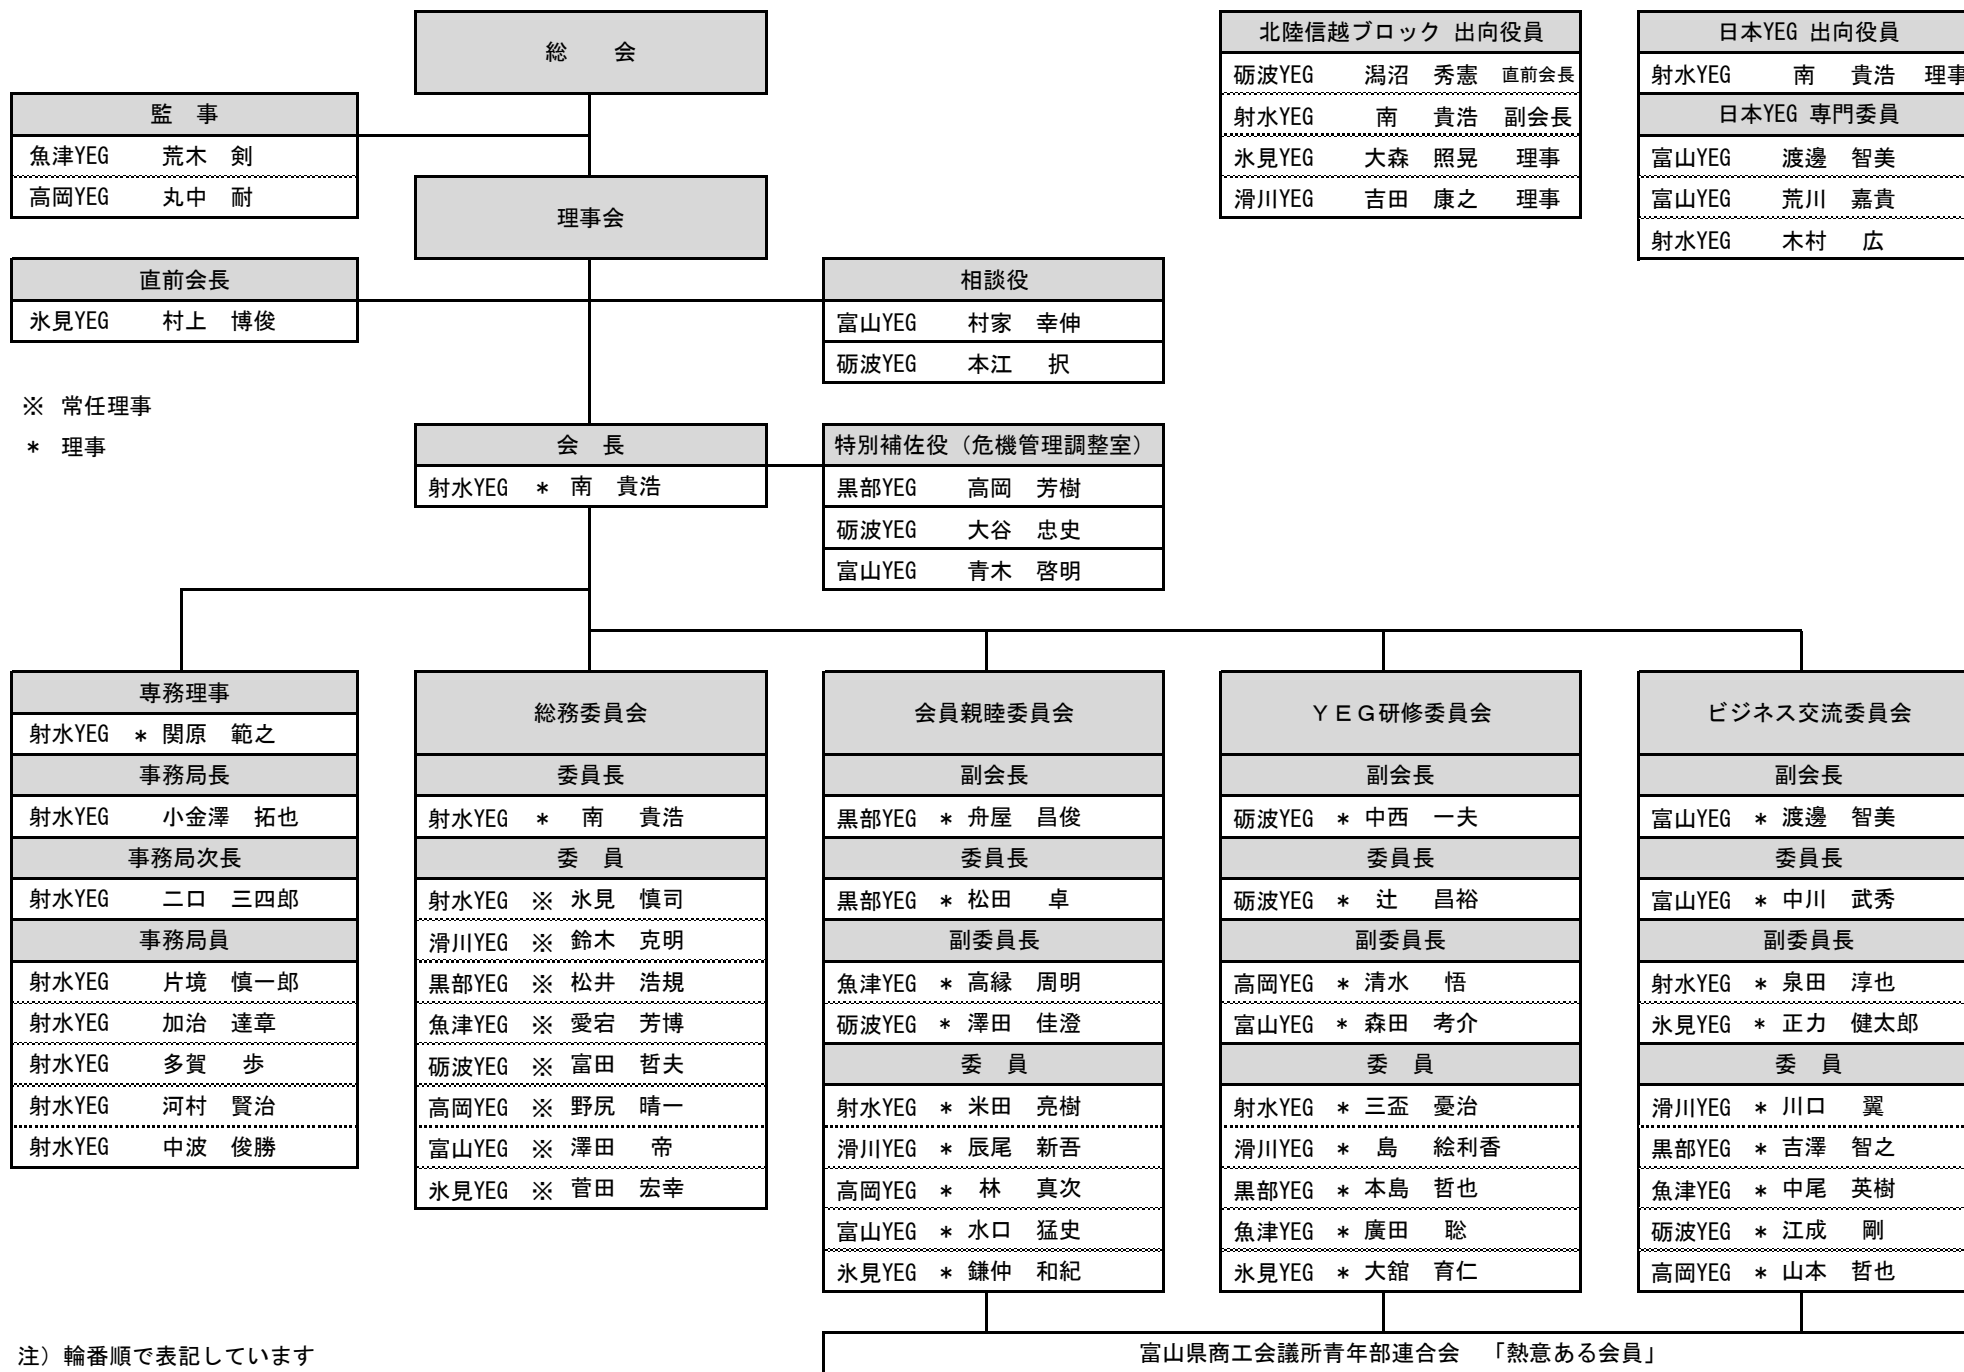 総　会
監　事
魚津YEG 荒木 剣
高岡YEG 丸中 耐
理事会
北陸信越ブロック 出向役員
砺波YEG 潟沼 秀憲 直前会長
射水YEG 南 貴浩 副会長
氷見YEG 大森 照晃 理事
滑川YEG 吉田 康之 理事
日本YEG 出向役員
射水YEG 南 貴浩 理事
日本YEG 専門委員
富山YEG 渡邊 智美
富山YEG 荒川 嘉貴
射水YEG 木村 広
直前会長
氷見YEG 村上 博俊
相談役
富山YEG 村家 幸伸
砺波YEG 本江 択
※ 常任理事
* 理事
会　長
射水YEG * 南 貴浩
特別補佐役（危機管理調整室）
黒部YEG 高岡 芳樹
砺波YEG 大谷 忠史
富山YEG 青木 啓明
専務理事
射水YEG * 関原 範之
事務局長
射水YEG 小金澤 拓也
事務局次長
射水YEG 二口 三四郎
事務局員
射水YEG 片境 慎一郎
射水YEG 加治 達章
射水YEG 多賀 歩
射水YEG 河村 賢治
射水YEG 中波 俊勝
総務委員会
委員長
射水YEG * 南 貴浩
委　員
射水YEG ※ 氷見 慎司
滑川YEG ※ 鈴木 克明
黒部YEG ※ 松井 浩規
魚津YEG ※ 愛宕 芳博
砺波YEG ※ 富田 哲夫
高岡YEG ※ 野尻 晴一
富山YEG ※ 澤田 帝
氷見YEG ※ 菅田 宏幸
会員親睦委員会
副会長
黒部YEG * 舟屋 昌俊
委員長
黒部YEG * 松田 卓
副委員長
魚津YEG * 高縁 周明
砺波YEG * 澤田 佳澄
委　員
射水YEG * 米田 亮樹
滑川YEG * 辰尾 新吾
高岡YEG * 林 真次
富山YEG * 水口 猛史
氷見YEG * 鎌仲 和紀
ＹＥＧ研修委員会
副会長
砺波YEG * 中西 一夫
委員長
砺波YEG * 辻 昌裕
副委員長
高岡YEG * 清水 悟
富山YEG * 森田 考介
委　員
射水YEG * 三盃 憂治
滑川YEG * 島 絵利香
黒部YEG * 本島 哲也
魚津YEG * 廣田 聡
氷見YEG * 大舘 育仁
ビジネス交流委員会
副会長
富山YEG * 渡邊 智美
委員長
富山YEG * 中川 武秀
副委員長
射水YEG * 泉田 淳也
氷見YEG * 正力 健太郎
委　員
滑川YEG * 川口 翼
黒部YEG * 吉澤 智之
魚津YEG * 中尾 英樹
砺波YEG * 江成 剛
高岡YEG * 山本 哲也
注）輪番順で表記しています
富山県商工会議所青年部連合会 「熱意ある会員」